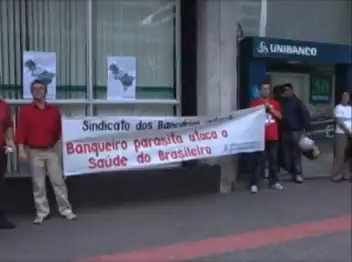 UNIBANCO
Sindicato dos Bancários
Banqueiro parasita ataca a
Saúde do Brasileiro